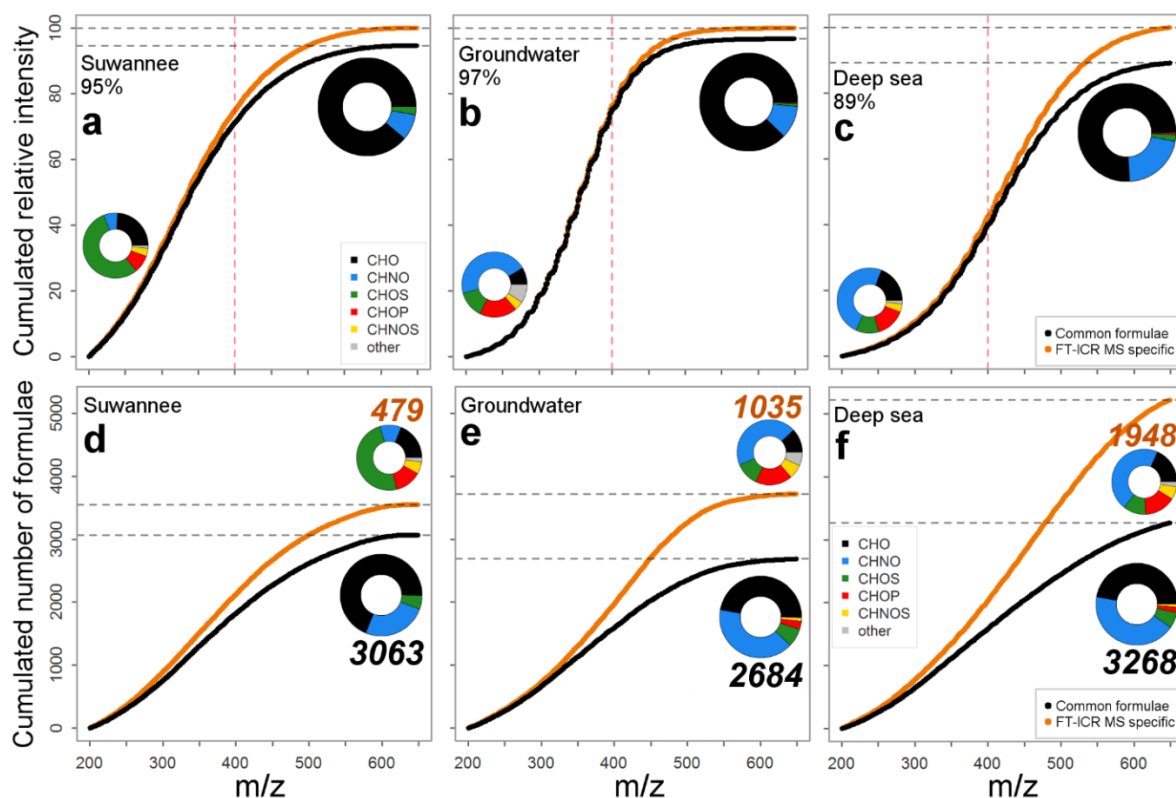 Cumulated relative intensity
100
80
60
40
20
0
Suwannee
95%
a
CHO
CHNO
CHOS
CHOP
CHNOS
other
Groundwater
97%
b
Deep sea
89%
c
Common formulae
FT-ICR MS specific
Cumulated number of formulae
5000
4000
3000
2000
1000
0
Suwannee
d
479
3063
200 300 400 500 600
m/z
Groundwater
e
1035
2684
200 300 400 500 600
m/z
Deep sea
f
1948
CHO
CHNO
CHOS
CHOP
CHNOS
other
3268
Common formulae
FT-ICR MS specific
200 300 400 500 600
m/z